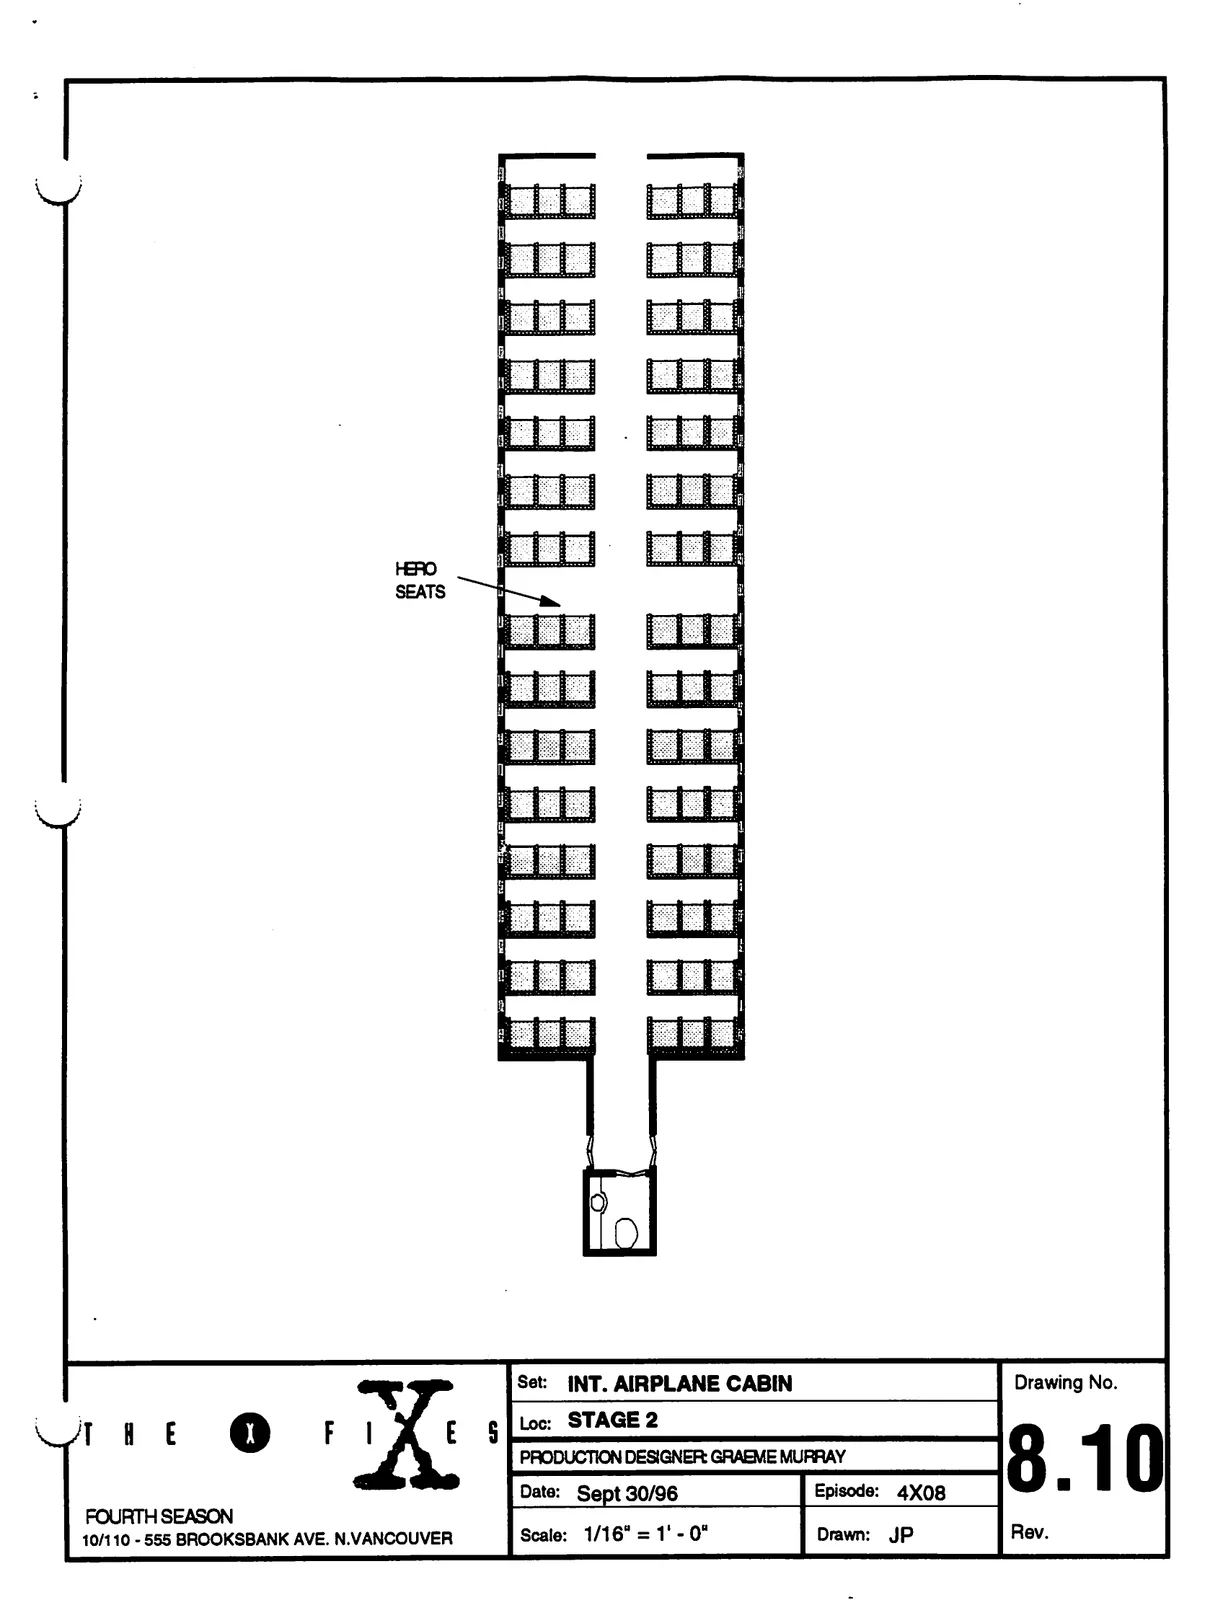 HERO
SEATS
THE X FILES
FOURTH SEASON
10/110 - 555 BROOKSBANK AVE. N.VANCOUVER
Set: INT. AIRPLANE CABIN
Loc: STAGE 2
PRODUCTION DESIGNER: GRAEME MURRAY
Date: Sept 30/96
Episode: 4X08
Scale: 1/16" = 1' - 0"
Drawn: JP
Drawing No.
8.10
Rev.